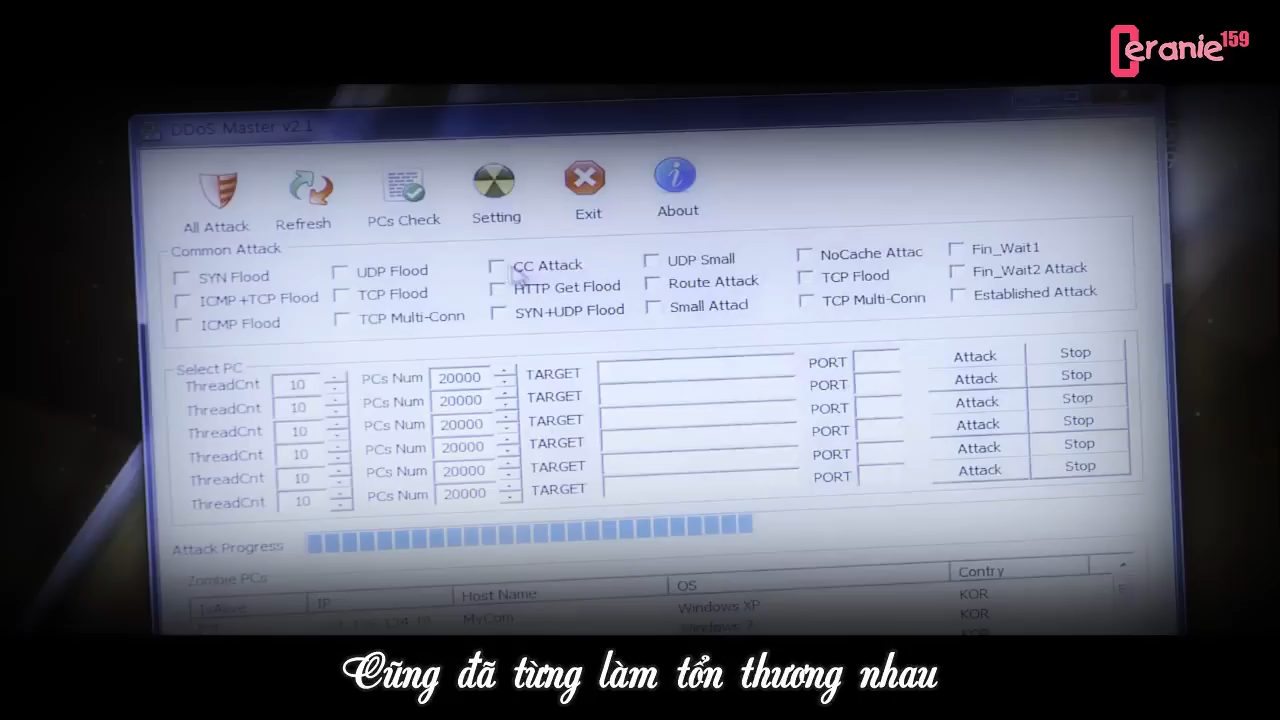 Ceranie159
DDoS Master v2.1
All Attack Refresh PCs Check Setting Exit About
Common Attack
SYN Flood UDP Flood CC Attack UDP Small NoCache Attac Fin_Wait1
ICMP+TCP Flood TCP Flood HTTP Get Flood Route Attack TCP Flood Fin_Wait2 Attack
ICMP Flood TCP Multi-Conn SYN+UDP Flood Small Attacl TCP Multi-Conn Established Attack
Select PC
ThreadCnt 10 PCs Num 20000 TARGET PORT Attack Stop
ThreadCnt 10 PCs Num 20000 TARGET PORT Attack Stop
ThreadCnt 10 PCs Num 20000 TARGET PORT Attack Stop
ThreadCnt 10 PCs Num 20000 TARGET PORT Attack Stop
ThreadCnt 10 PCs Num 20000 TARGET PORT Attack Stop
ThreadCnt 10 PCs Num 20000 TARGET PORT Attack Stop
Attack Progress
Zombie PCs
IP Host Name OS Contry
MyCom Windows XP KOR
Windows 7 KOR
KOR
Cũng đã từng làm tổn thương nhau